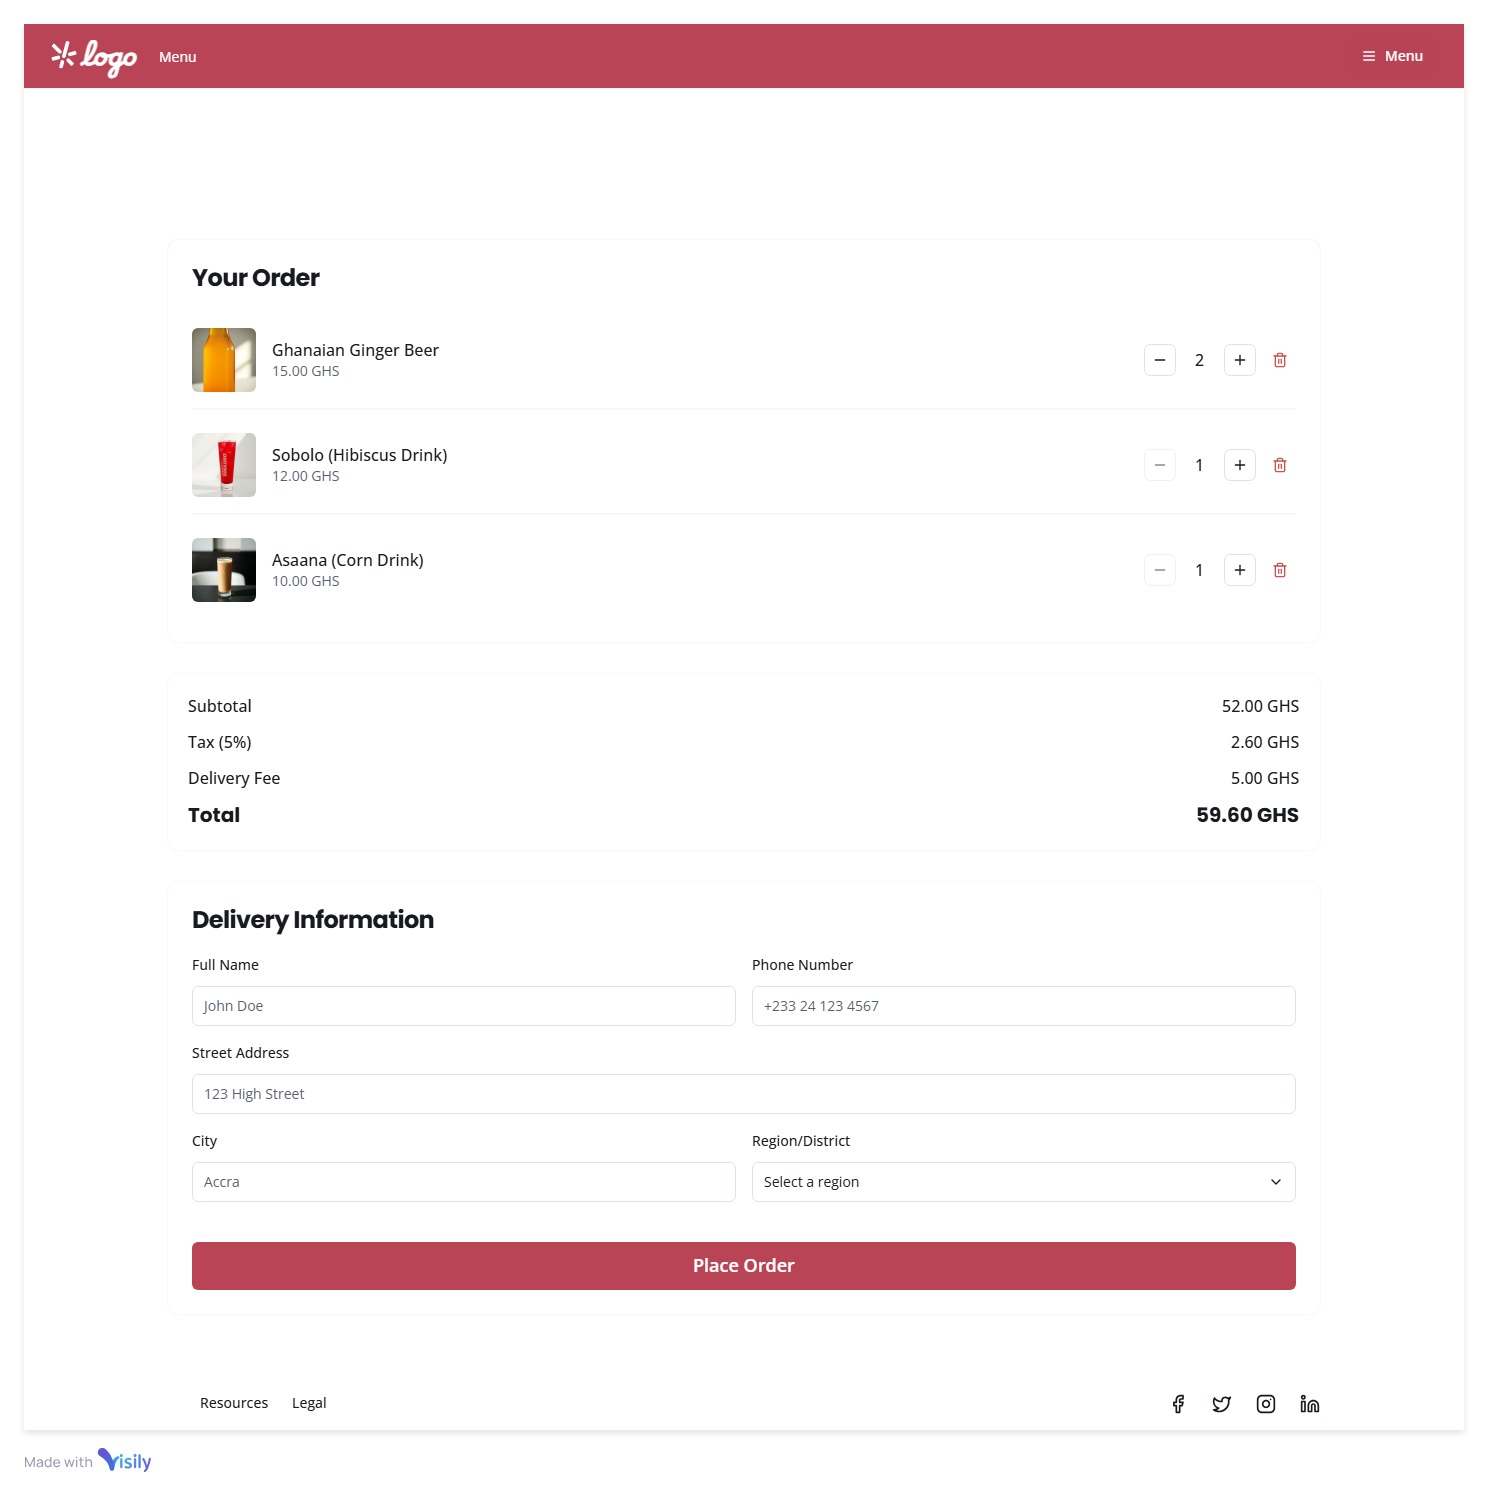 logo
Menu
Menu
Your Order
Ghanaian Ginger Beer
15.00 GHS
2
Sobolo (Hibiscus Drink)
12.00 GHS
1
Asaana (Corn Drink)
10.00 GHS
1
Subtotal 52.00 GHS
Tax (5%) 2.60 GHS
Delivery Fee 5.00 GHS
Total 59.60 GHS
Delivery Information
Full Name Phone Number
John Doe +233 24 123 4567
Street Address
123 High Street
City Region/District
Accra Select a region
Place Order
Resources Legal
Made with Visily